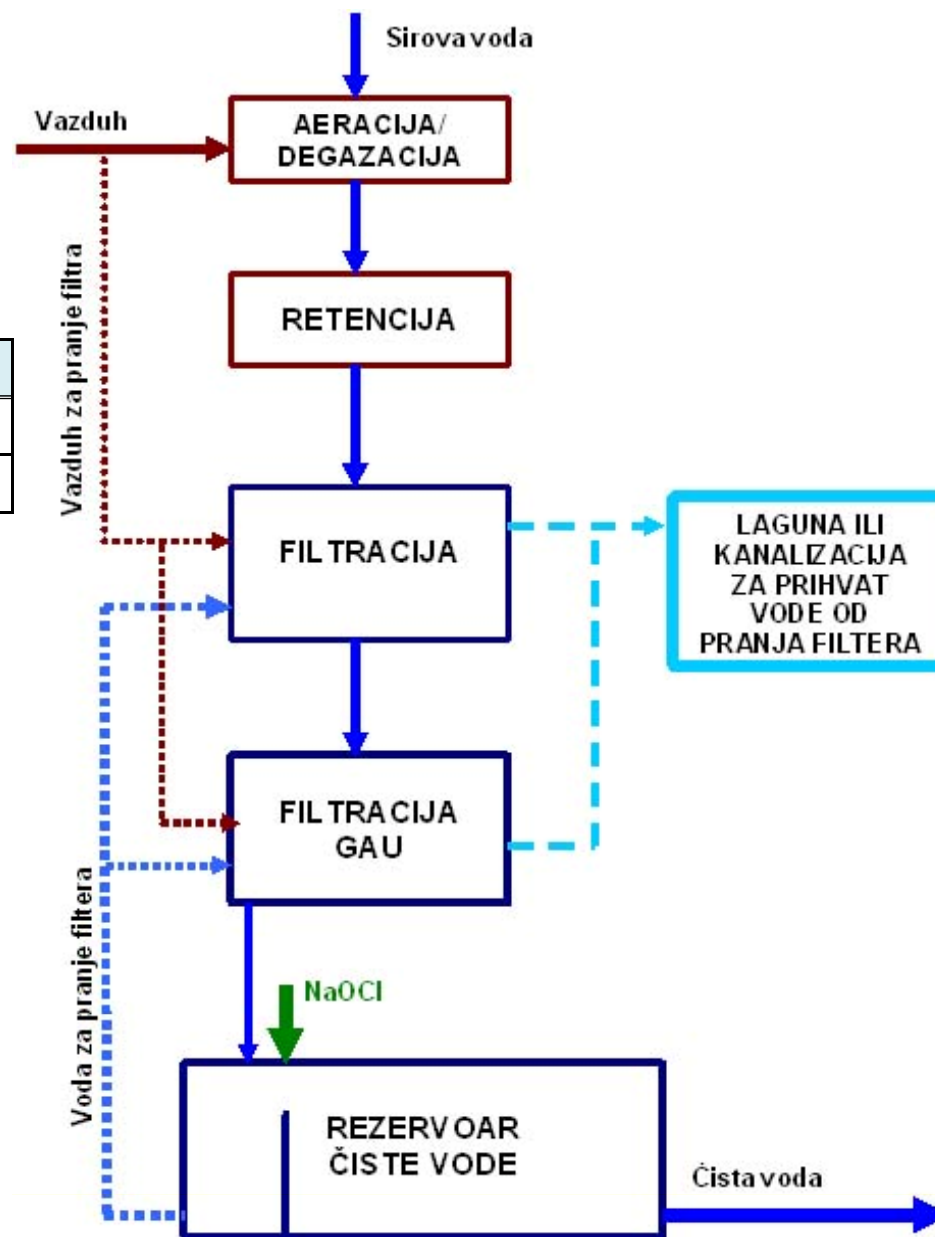 Sirova voda
Vazduh
AERACIJA/
DEGAZACIJA
Vazduh za pranje filtra
RETENCIJA
FILTRACIJA
LAGUNA ILI
KANALIZACIJA
ZA PRIHVAT
VODE OD
PRANJA FILTERA
FILTRACIJA
GAU
Voda za pranje filtera
NaOCl
REZERVOAR
ČISTE VODE
Čista voda